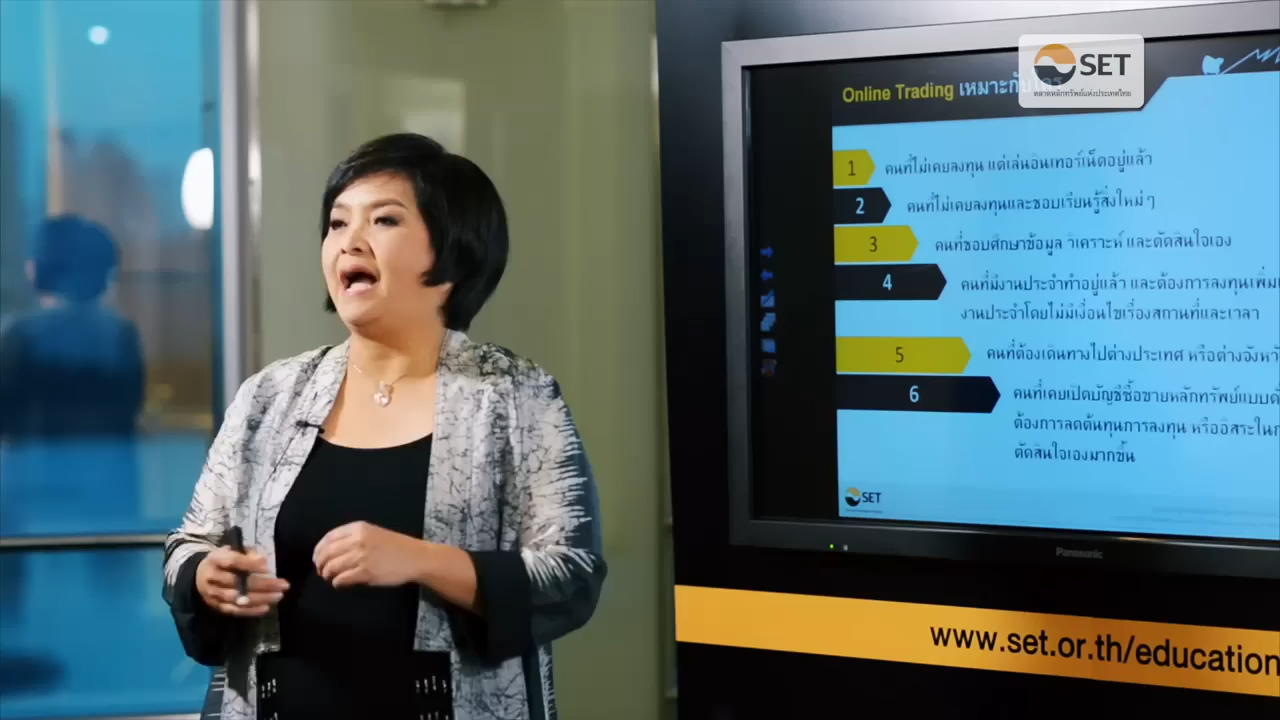 SET
ตลาดหลักทรัพย์แห่งประเทศไทย
Online Trading เหมาะกับใคร
1 คนที่ไม่เคยลงทุน แต่เล่นอินเทอร์เน็ตอยู่แล้ว
2 คนที่ไม่เคยลงทุนและชอบเรียนรู้สิ่งใหม่ ๆ
3 คนที่ชอบศึกษาข้อมูล วิเคราะห์ และตัดสินใจเอง
4 คนที่มีงานประจำทำอยู่แล้ว และต้องการลงทุนเพิ่ม
งานประจำโดยไม่มีเงื่อนไขเรื่องสถานที่และเวลา
5 คนที่ต้องเดินทางไปต่างประเทศ หรือต่างจังหวั
6 คนที่เคยเปิดบัญชีซื้อขายหลักทรัพย์แบบ
ต้องการลดต้นทุนการลงทุน หรืออิสระใน
ตัดสินใจเองมากขึ้น
SET
Panasonic
www.set.or.th/education